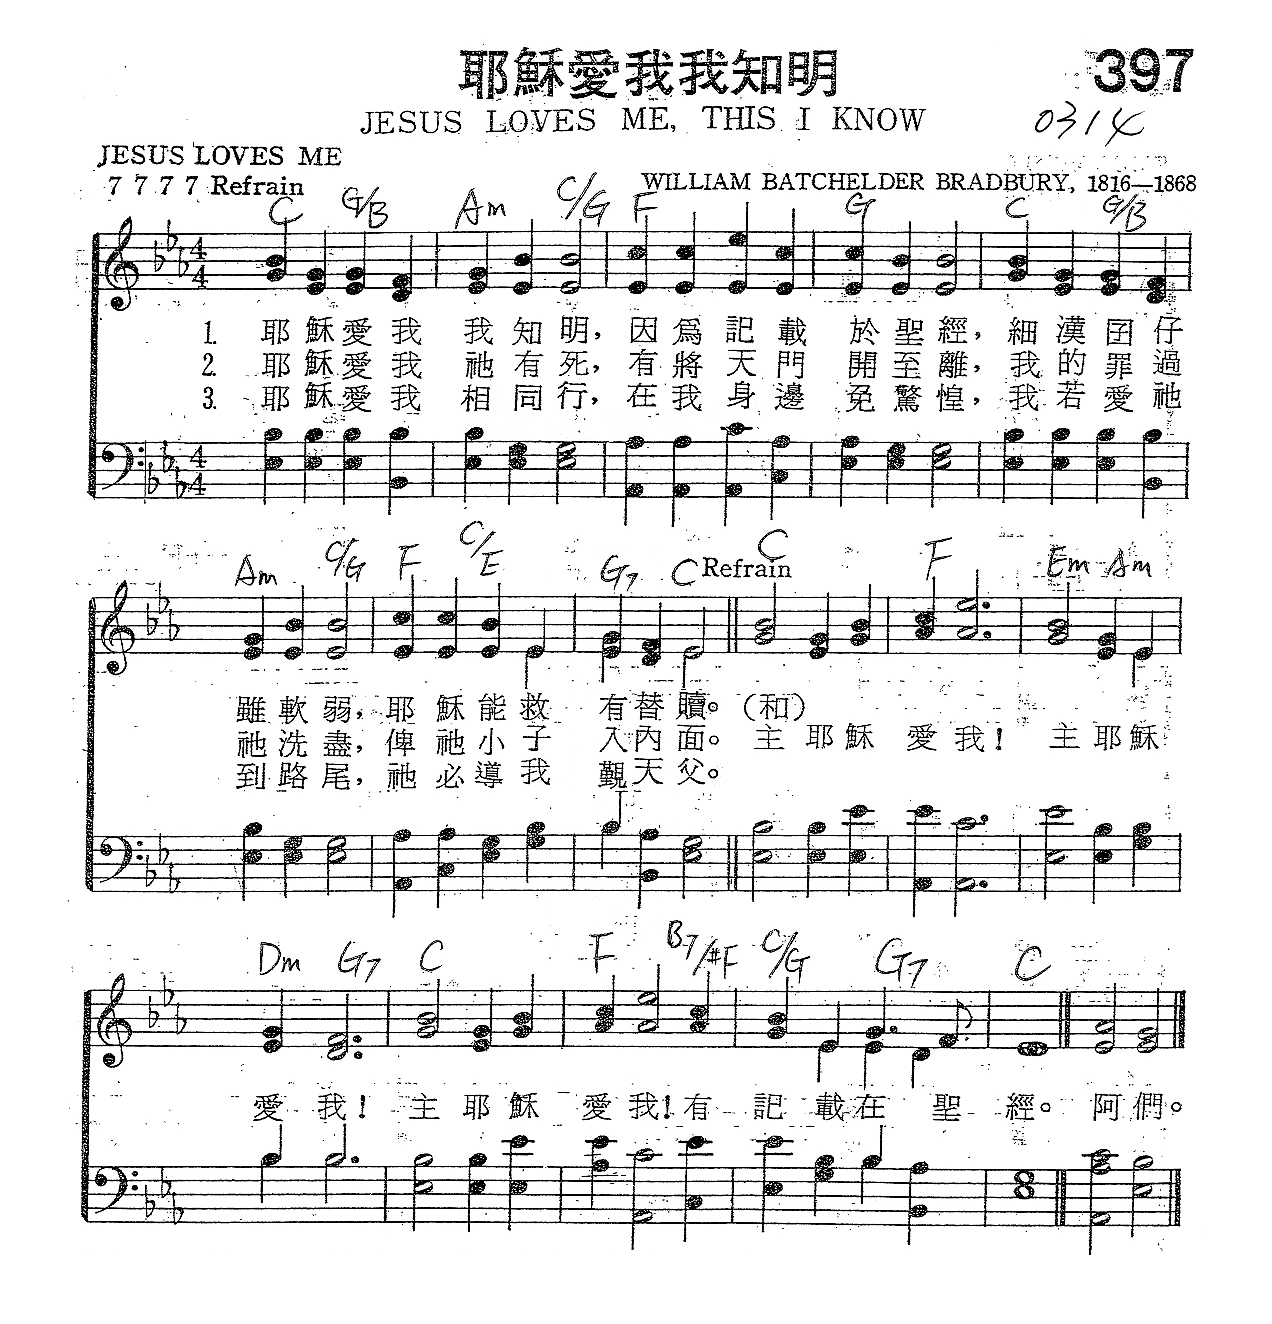 耶穌愛我我知明 397
JESUS LOVES ME, THIS I KNOW 0314
JESUS LOVES ME
7 7 7 7 Refrain WILLIAM BATCHELDER BRADBURY, 1816—1868
C G/B Am C/G F G C G/B
4 4
1. 耶穌愛我 我知明，因爲記載 於聖經，細漢囝仔
2. 耶穌愛我 祂有死，有將天門 開至離，我的罪過
3. 耶穌愛我 相同行，在我身邊 免驚惶，我若愛祂
4 4
Am C/G F C/E G7 C Refrain C F Em Am
雖軟弱，耶穌能救 有替贖。（和）
祂洗盡，俾祂小子 入內面。主耶穌 愛我！主耶穌
到路尾，祂必導我 覲天父。
Dm G7 C F B7/#F C/G G7 C
愛我！主耶穌 愛我！有記載在聖經。阿們。